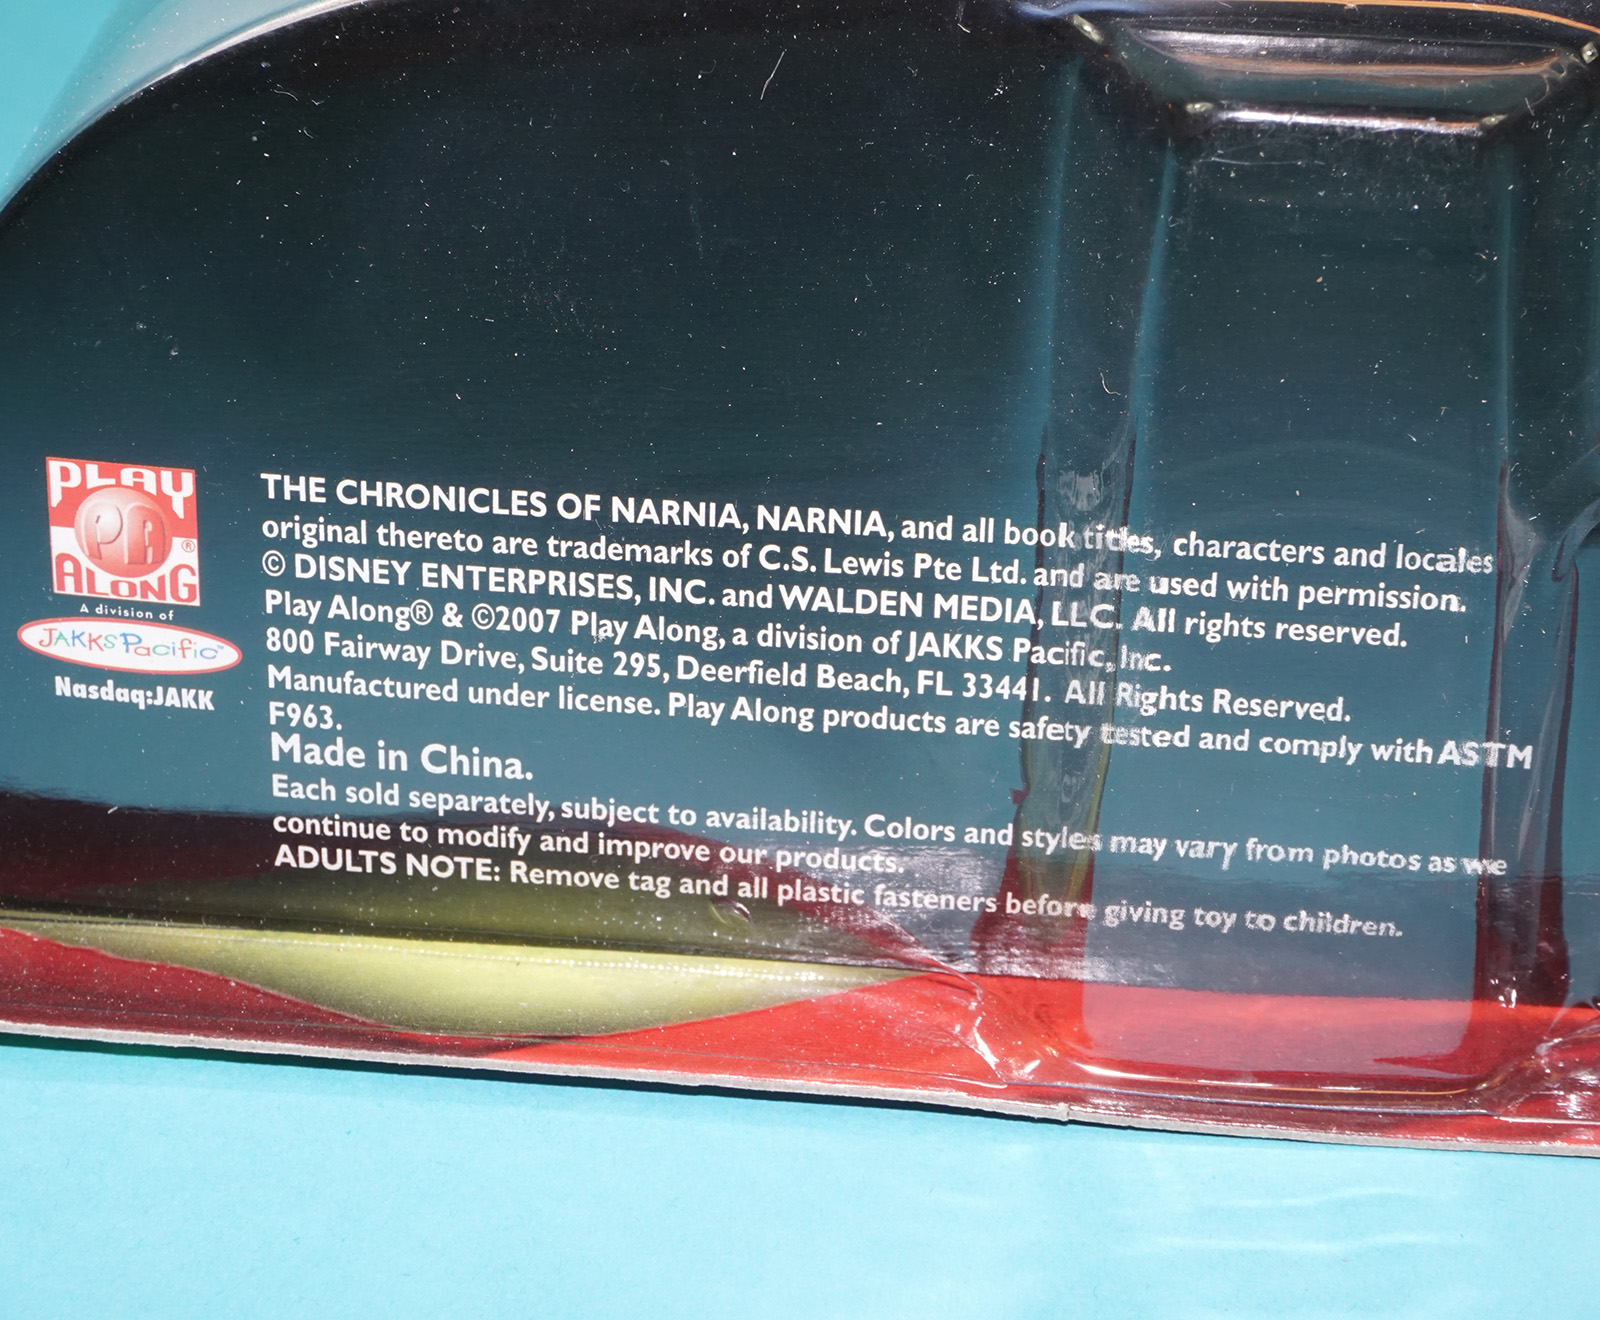 PLAY
PA
ALONG®
A division of
JAKKS Pacific™
Nasdaq:JAKK
THE CHRONICLES OF NARNIA, NARNIA, and all book titles, characters and locales
original thereto are trademarks of C.S. Lewis Pte Ltd. and are used with permission.
© DISNEY ENTERPRISES, INC. and WALDEN MEDIA, LLC. All rights reserved.
Play Along® & ©2007 Play Along, a division of JAKKS Pacific, Inc.
800 Fairway Drive, Suite 295, Deerfield Beach, FL 33441. All Rights Reserved.
Manufactured under license. Play Along products are safety tested and comply with ASTM
F963.
Made in China.
Each sold separately, subject to availability. Colors and styles may vary from photos as we
continue to modify and improve our products.
ADULTS NOTE: Remove tag and all plastic fasteners before giving toy to children.